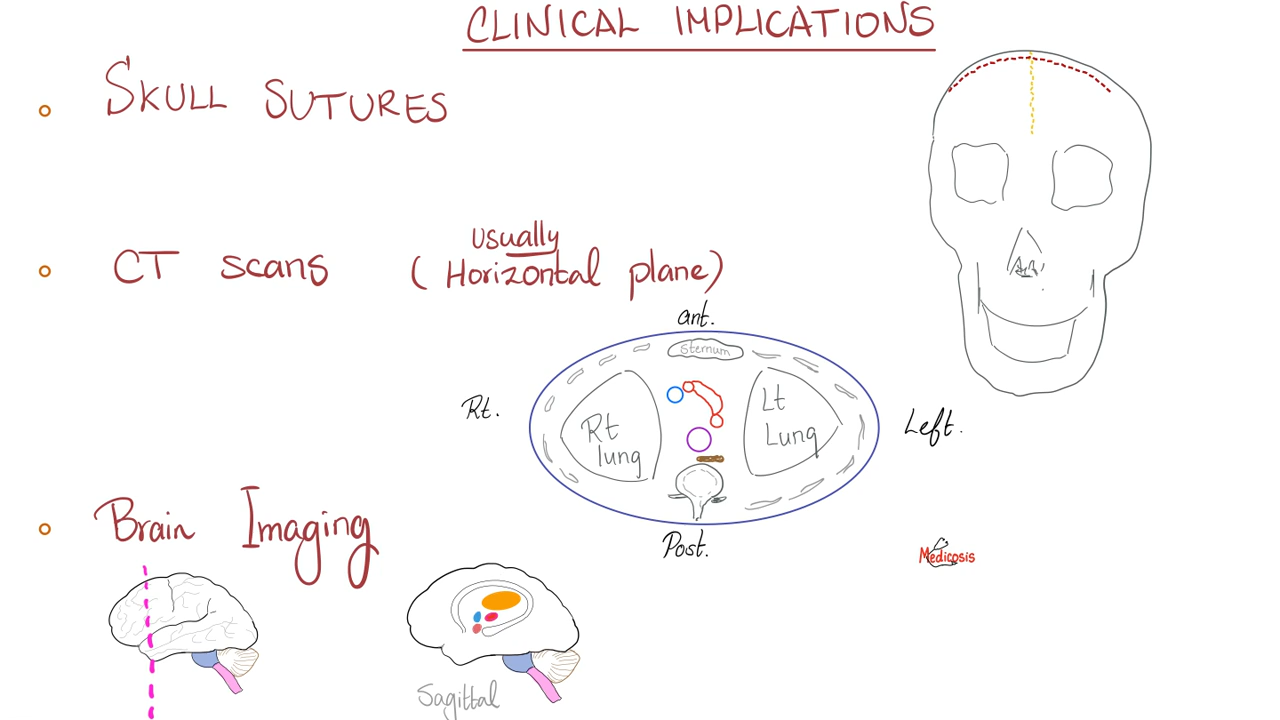 CLINICAL IMPLICATIONS
SKULL SUTURES
usually
CT scans (Horizontal plane)
ant.
Sternum
Rt. Rt lung Lt Lung Left.
Post.
Brain Imaging
Medicosis
Sagittal